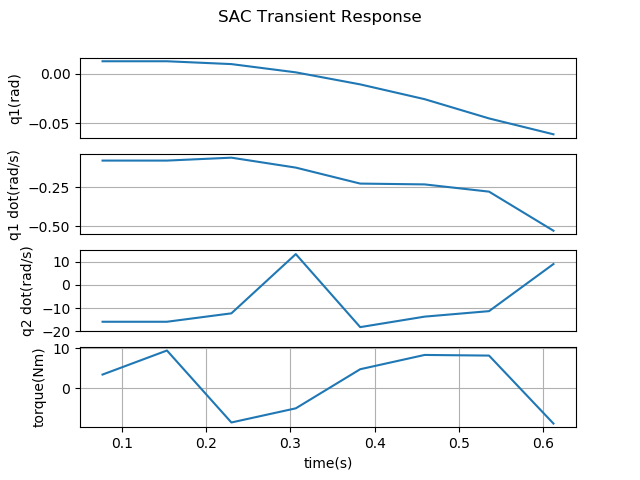 SAC Transient Response
q1(rad)
0.00
−0.05
q1 dot(rad/s)
−0.25
−0.50
q2 dot(rad/s)
10
0
−10
−20
torque(Nm)
10
0
0.1 0.2 0.3 0.4 0.5 0.6
time(s)